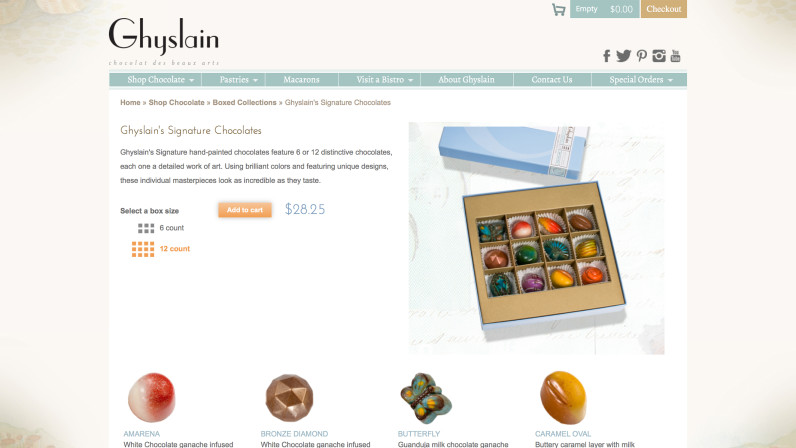 Empty $0.00 Checkout
Ghyslain
chocolat des beaux arts
Shop Chocolate Pastries Macarons Visit a Bistro About Ghyslain Contact Us Special Orders
Home » Shop Chocolate » Boxed Collections » Ghyslain's Signature Chocolates
Ghyslain's Signature Chocolates
Ghyslain's Signature hand-painted chocolates feature 6 or 12 distinctive chocolates,
each one a detailed work of art. Using brilliant colors and featuring unique designs,
these individual masterpieces look as incredible as they taste.
Select a box size
Add to cart
$28.25
6 count
12 count
AMARENA
White Chocolate ganache infused
BRONZE DIAMOND
White Chocolate ganache infused
BUTTERFLY
Guanduja milk chocolate ganache
CARAMEL OVAL
Buttery caramel layer with milk